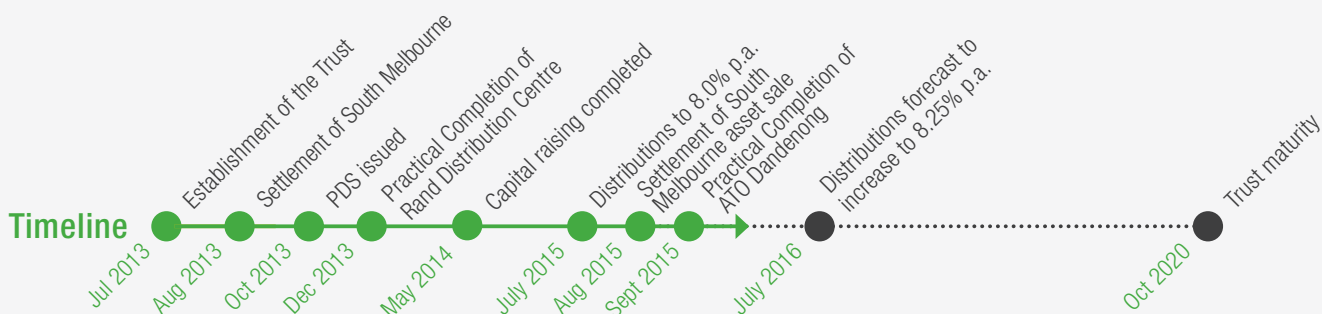 Timeline
Jul 2013
Establishment of the Trust
Aug 2013
Settlement of South Melbourne
Oct 2013
PDS issued
Dec 2013
Practical Completion of
Rand Distribution Centre
May 2014
Capital raising completed
July 2015
Distributions to 8.0% p.a.
Aug 2015
Settlement of South
Melbourne asset sale
Sept 2015
Practical Completion of
ATO Dandenong
July 2016
Distributions forecast to
increase to 8.25% p.a.
Oct 2020
Trust maturity